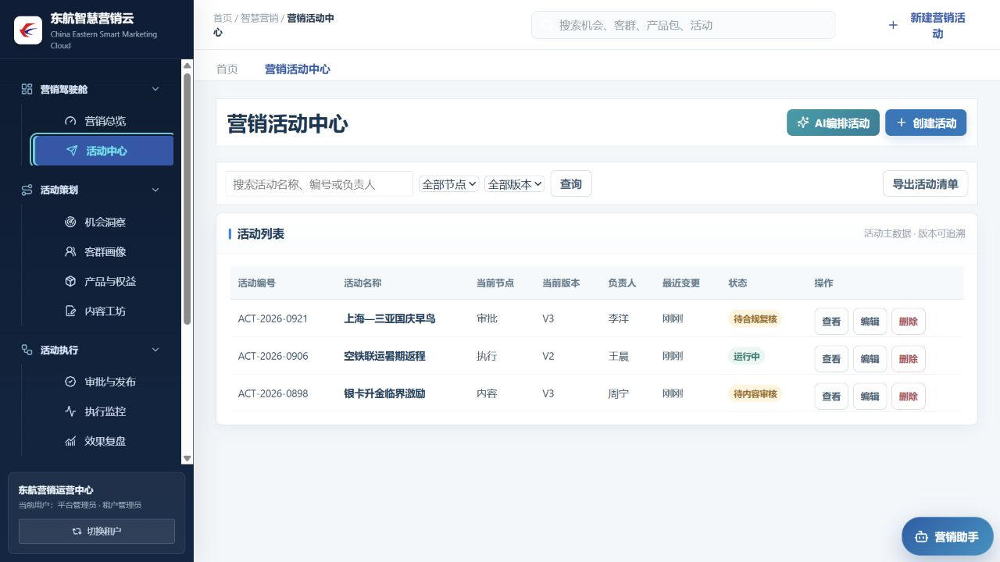 东航智慧营销云
China Eastern Smart Marketing
Cloud
营销驾驶舱
营销总览
活动中心
活动策划
机会洞察
客群画像
产品与权益
内容工坊
活动执行
审批与发布
执行监控
效果复盘
东航营销运营中心
当前用户：平台管理员 · 租户管理员
切换租户
首页 / 智慧营销 / 营销活动中
心
搜索机会、客群、产品包、活动
新建营销活
动
首页 营销活动中心
营销活动中心
AI编排活动 创建活动
搜索活动名称、编号或负责人 全部节点 全部版本 查询 导出活动清单
活动列表 活动主数据 · 版本可追溯
活动编号 活动名称 当前节点 当前版本 负责人 最近变更 状态 操作
ACT-2026-0921 上海—三亚国庆早鸟 审批 V3 李洋 刚刚 待合规复核 查看 编辑 删除
ACT-2026-0906 空铁联运暑期返程 执行 V2 王晨 刚刚 运行中 查看 编辑 删除
ACT-2026-0898 银卡升金临界激励 内容 V3 周宁 刚刚 待内容审核 查看 编辑 删除
营销助手